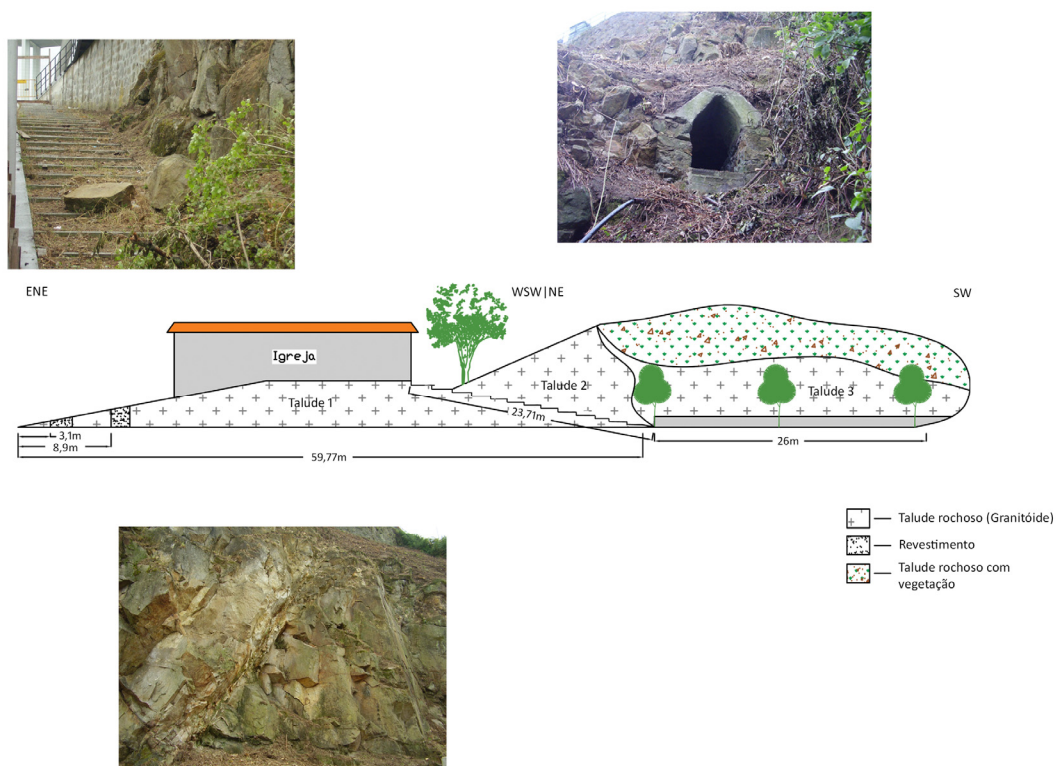 ENE
WSW|NE
SW
Igreja
Talude 1
Talude 2
Talude 3
23,71m
3,1m
8,9m
59,77m
26m
Talude rochoso (Granitóide)
Revestimento
Talude rochoso com
vegetação